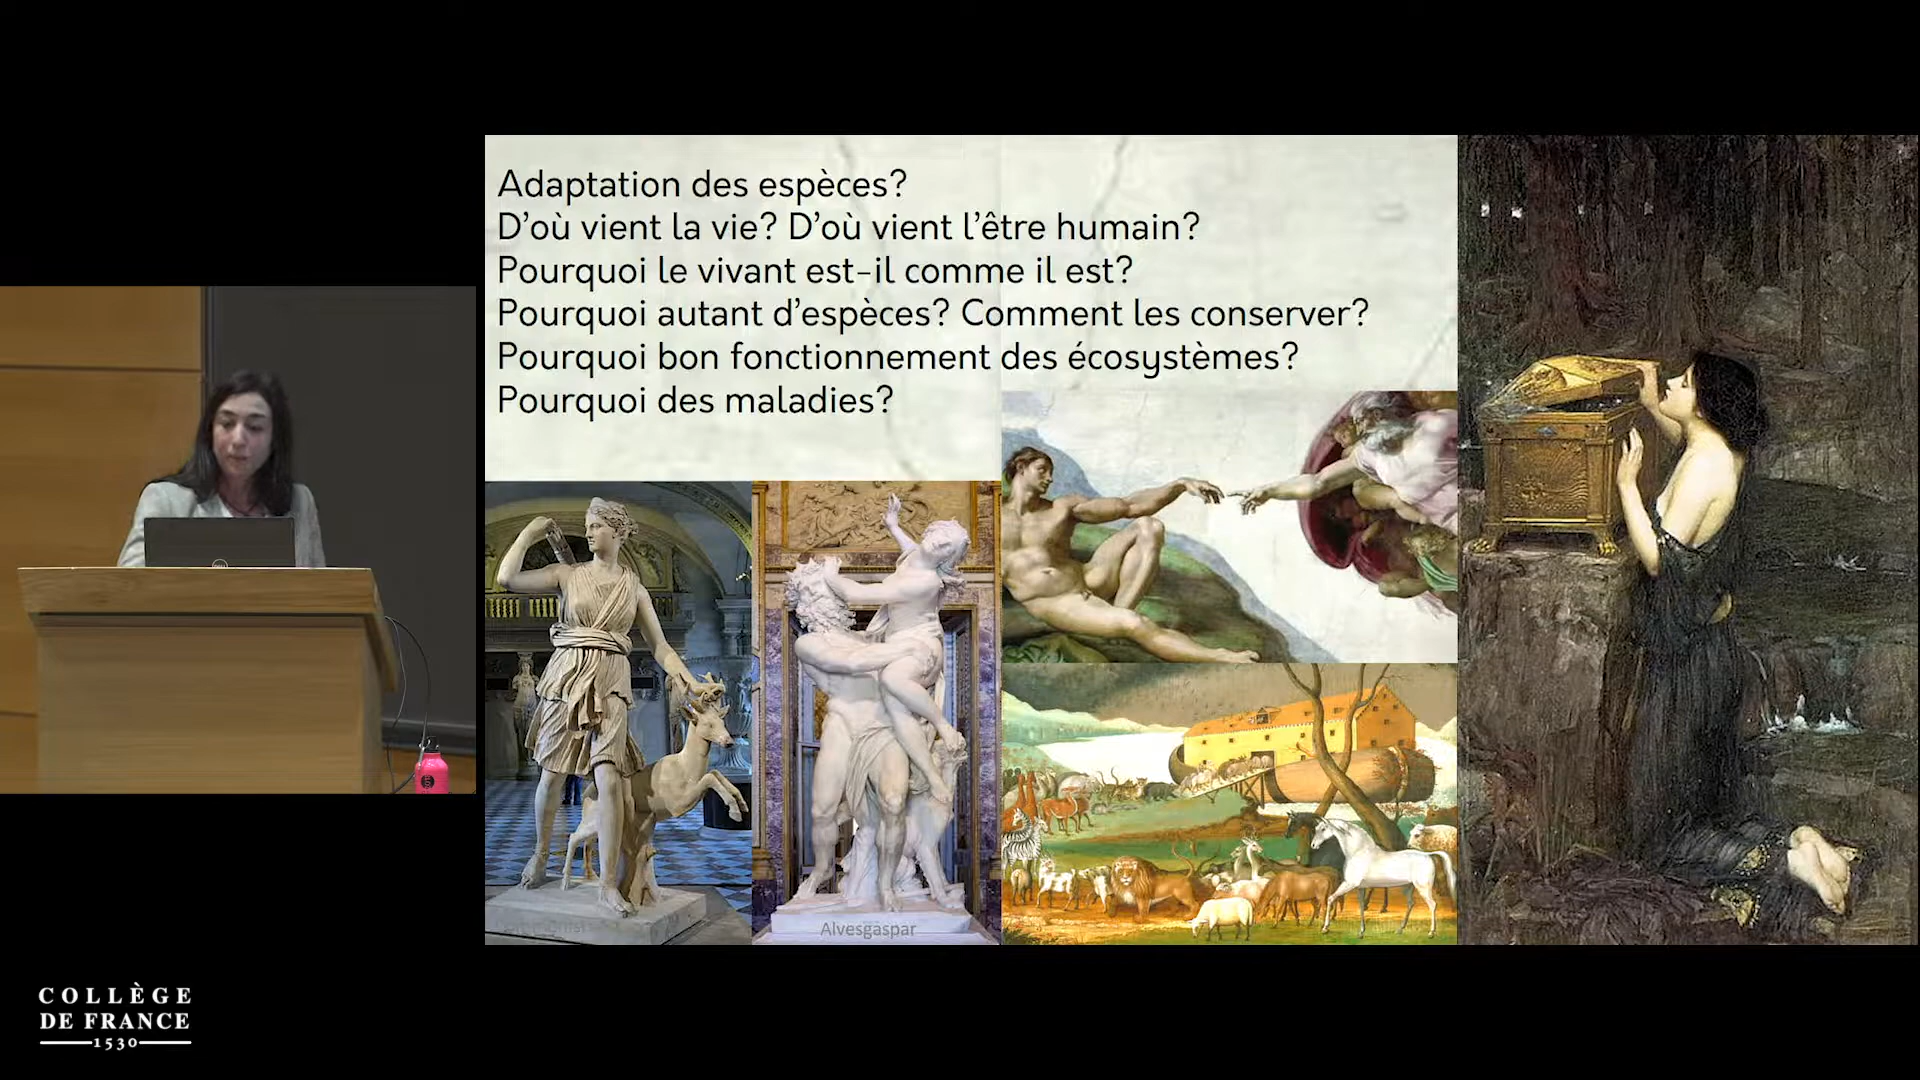 Adaptation des espèces?
D'où vient la vie? D'où vient l'être humain?
Pourquoi le vivant est-il comme il est?
Pourquoi autant d'espèces? Comment les conserver?
Pourquoi bon fonctionnement des écosystèmes?
Pourquoi des maladies?
Alvesgaspar
COLLÈGE
DE FRANCE
1530